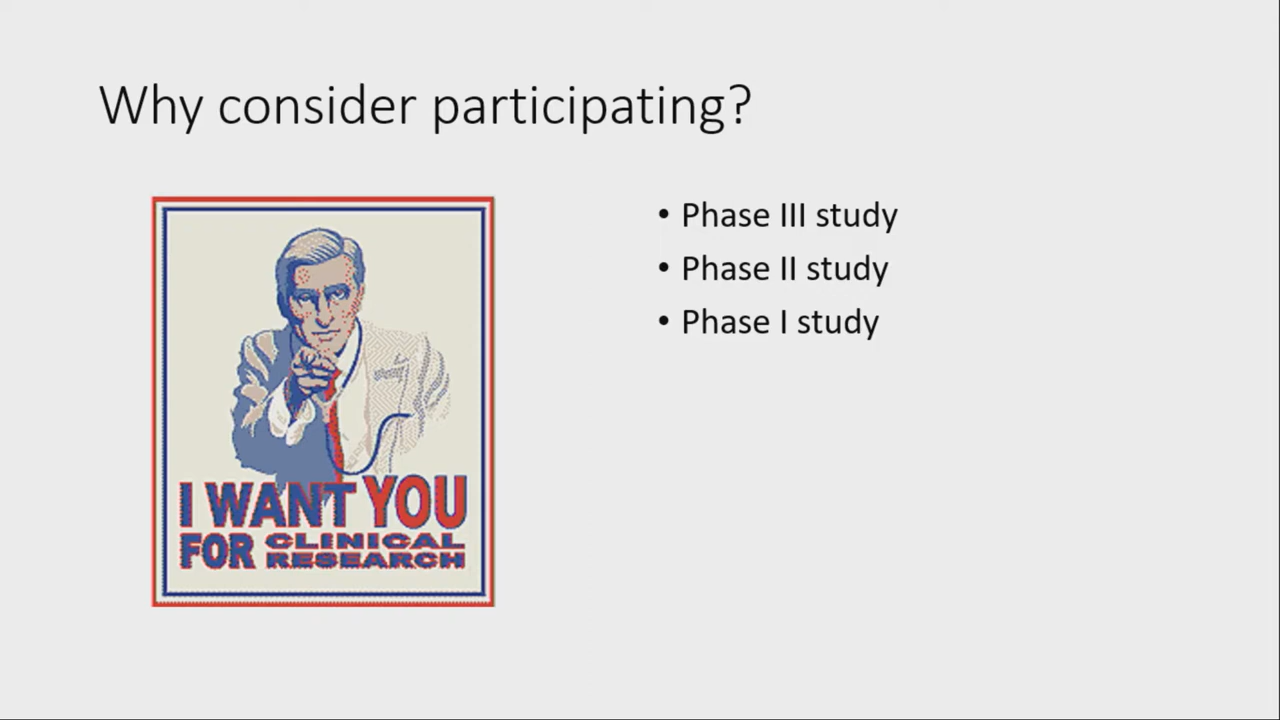 Why consider participating?
• Phase III study
• Phase II study
• Phase I study
I WANT YOU
FOR CLINICAL
RESEARCH